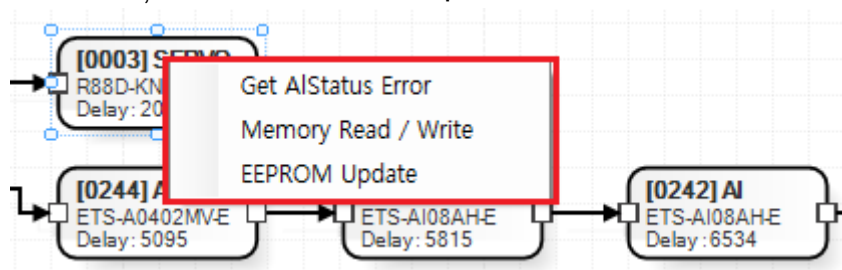 [0003] SERVO
R88D-KN
Delay: 20
Get AlStatus Error
Memory Read / Write
EEPROM Update
[0244] A
ETS-A0402MV-E
Delay: 5095
ETS-AI08AH-E
Delay: 5815
[0242] AI
ETS-AI08AH-E
Delay: 6534